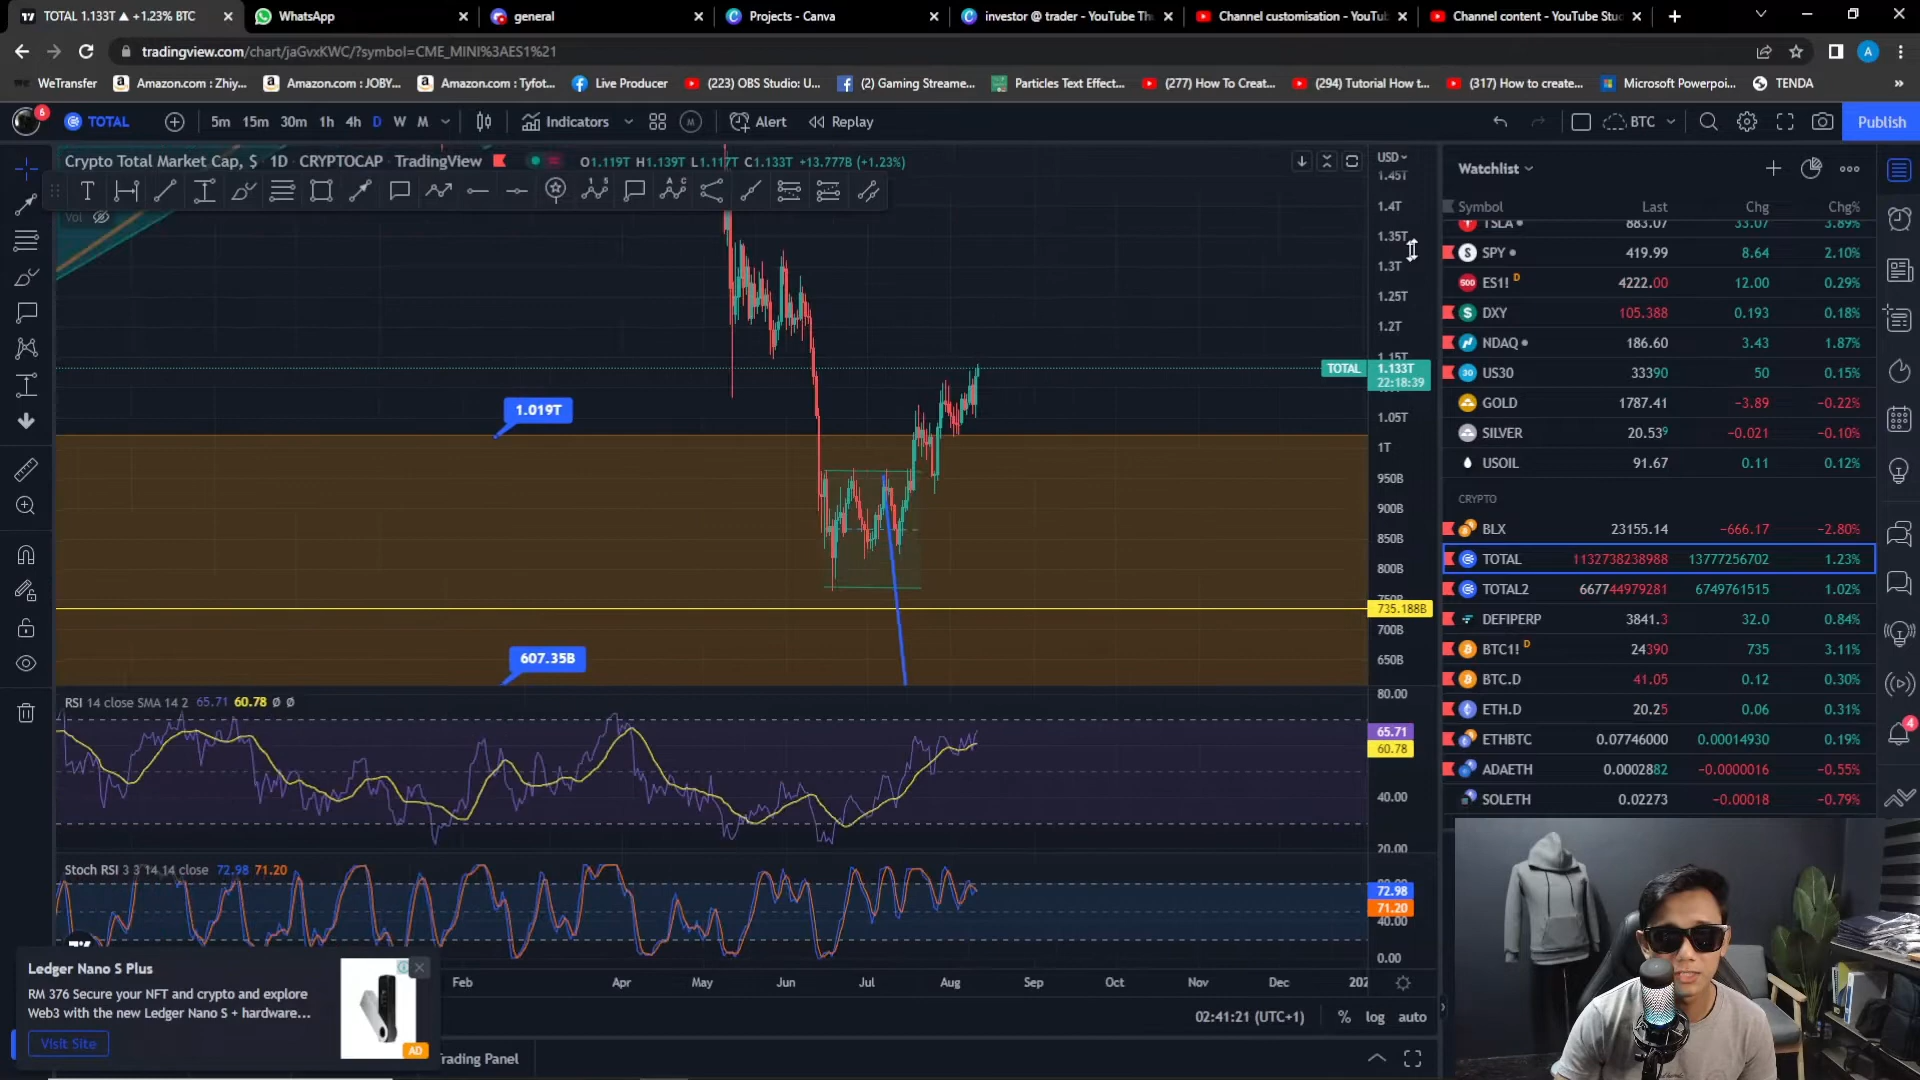 TOTAL 1.133T ▲ +1.23% BTC
WhatsApp
general
Projects - Canva
investor @ trader - YouTube Th
Channel customisation - YouTub
Channel content - YouTube Stud
tradingview.com/chart/jaGvxKWC/?symbol=CME_MINI%3AES1%21
A
WeTransfer
Amazon.com : Zhiy...
Amazon.com : JOBY...
Amazon.com : Tyfot...
Live Producer
(223) OBS Studio: U...
(2) Gaming Streame...
Particles Text Effect...
(277) How To Creat...
(294) Tutorial How t...
(317) How to create...
Microsoft Powerpoi...
TENDA
6
TOTAL
5m 15m 30m 1h 4h D W M
Indicators
M
Alert
Replay
BTC
Publish
Crypto Total Market Cap, $ · 1D · CRYPTOCAP · TradingView
O1.119T H1.139T L1.117T C1.133T +13.777B (+1.23%)
Vol
USD
1.45T
1.4T
1.35T
1.3T
1.25T
1.2T
1.15T
TOTAL 1.133T
22:18:39
1.05T
1T
950B
900B
850B
800B
750B
735.188B
700B
650B
1.019T
607.35B
RSI 14 close SMA 14 2 65.71 60.78 Ø Ø
80.00
65.71
60.78
40.00
20.00
Stoch RSI 3 3 14 14 close 72.98 71.20
72.98
71.20
40.00
0.00
Feb Apr May Jun Jul Aug Sep Oct Nov Dec 202
02:41:21 (UTC+1)
% log auto
Trading Panel
Ledger Nano S Plus
RM 376 Secure your NFT and crypto and explore
Web3 with the new Ledger Nano S + hardware...
Visit Site
AD
Watchlist
Symbol Last Chg Chg%
TSLA 883.07 33.07 3.89%
SPY 419.99 8.64 2.10%
ES1! D 4222.00 12.00 0.29%
DXY 105.388 0.193 0.18%
NDAQ 186.60 3.43 1.87%
US30 33390 50 0.15%
GOLD 1787.41 −3.89 −0.22%
SILVER 20.539 −0.021 −0.10%
USOIL 91.67 0.11 0.12%
CRYPTO
BLX 23155.14 −666.17 −2.80%
TOTAL 1132738238988 13777256702 1.23%
TOTAL2 667744979281 6749761515 1.02%
DEFIPERP 3841.3 32.0 0.84%
BTC1! D 24390 735 3.11%
BTC.D 41.05 0.12 0.30%
ETH.D 20.25 0.06 0.31%
ETHBTC 0.07746000 0.00014930 0.19%
ADAETH 0.0002882 −0.0000016 −0.55%
SOLETH 0.02273 −0.00018 −0.79%
4